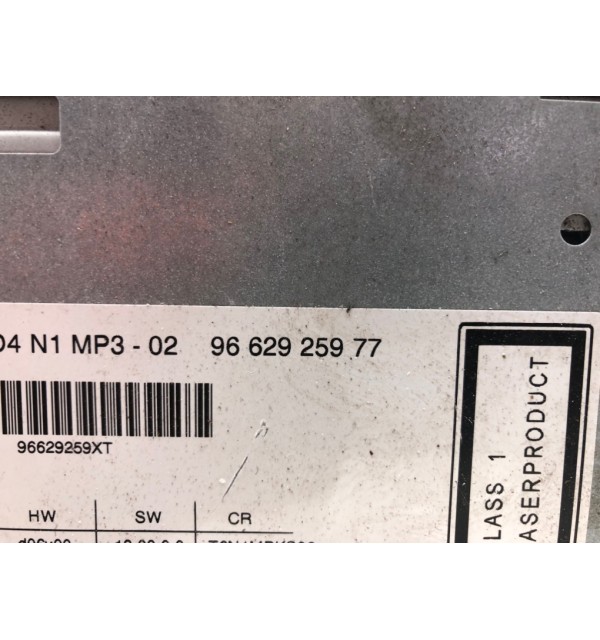 04 N1 MP3 - 02 96 629 259 77
96629259XT
HW SW CR
LASS 1
ASERPRODUCT